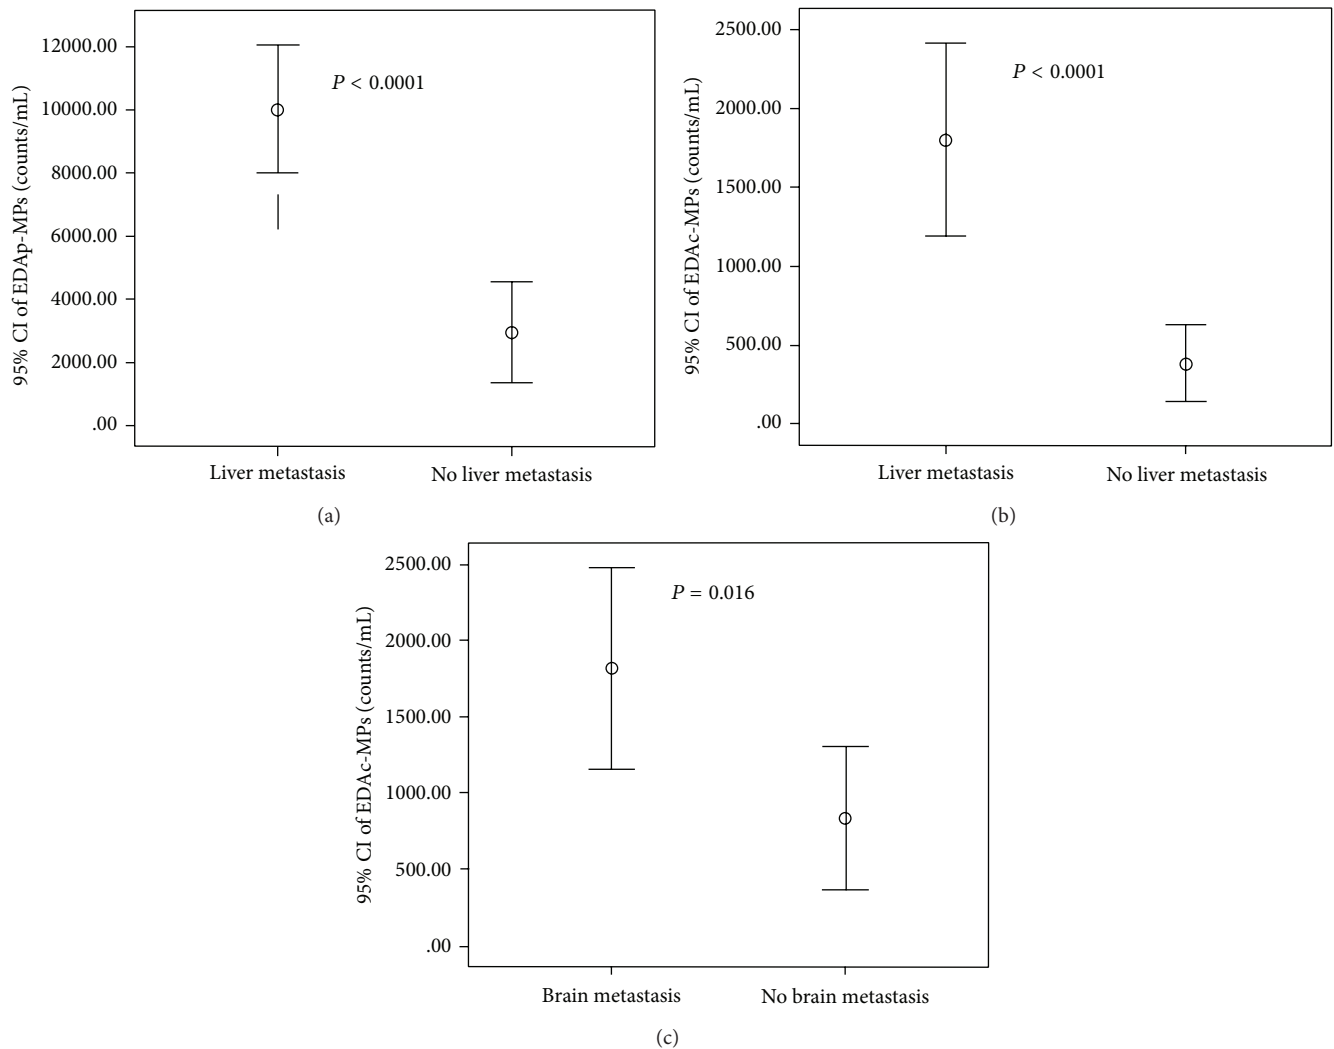 12000.00
10000.00
8000.00
6000.00
4000.00
2000.00
.00
95% CI of EDAp-MPs (counts/mL)
P < 0.0001
Liver metastasis
No liver metastasis
(a)
2500.00
2000.00
1500.00
1000.00
500.00
.00
95% CI of EDAc-MPs (counts/mL)
P < 0.0001
Liver metastasis
No liver metastasis
(b)
2500.00
2000.00
1500.00
1000.00
500.00
.00
95% CI of EDAc-MPs (counts/mL)
P = 0.016
Brain metastasis
No brain metastasis
(c)